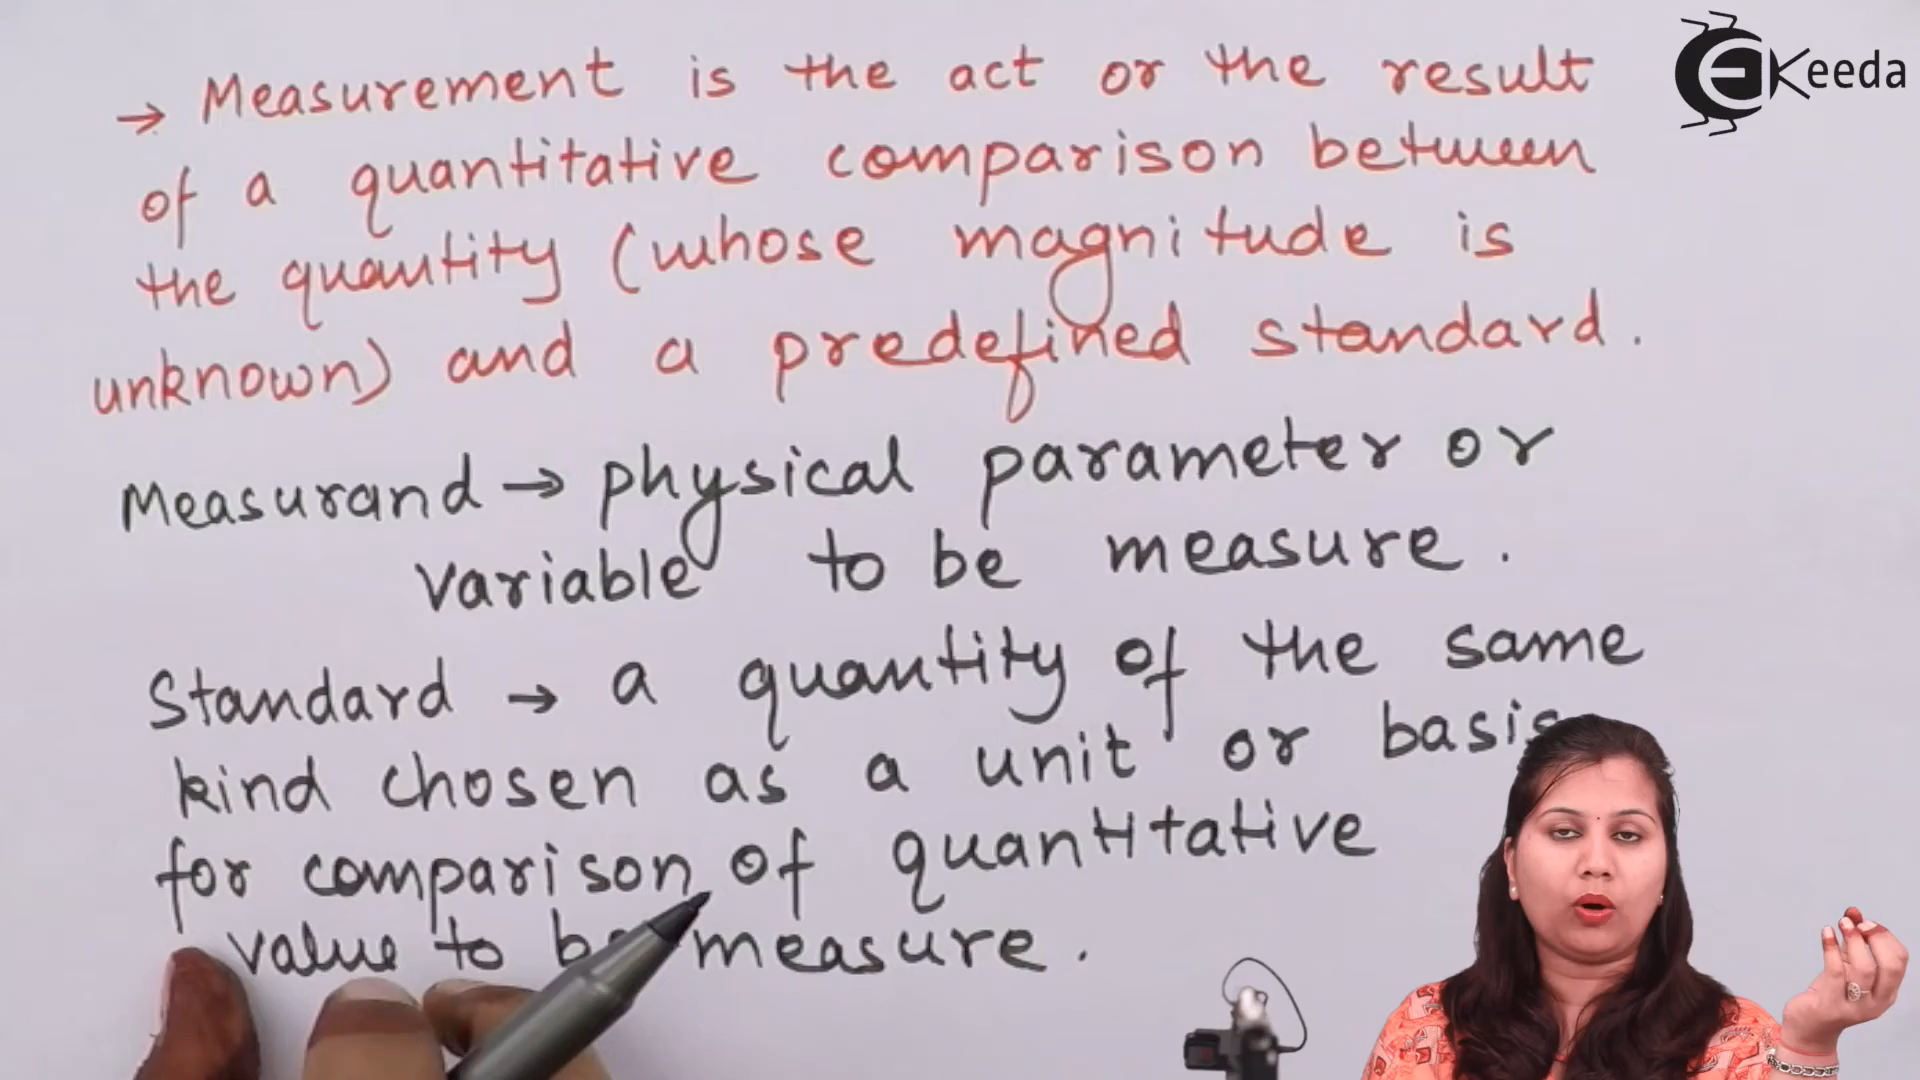 → Measurement is the act or the result
of a quantitative comparison between
the quantity (whose magnitude is
unknown) and a predefined standard.
Measurand → physical parameter or
variable to be measure.
Standard → a quantity of the same
kind chosen as a unit or basis
for comparison of quantitative
value to be measure.
EKeeda